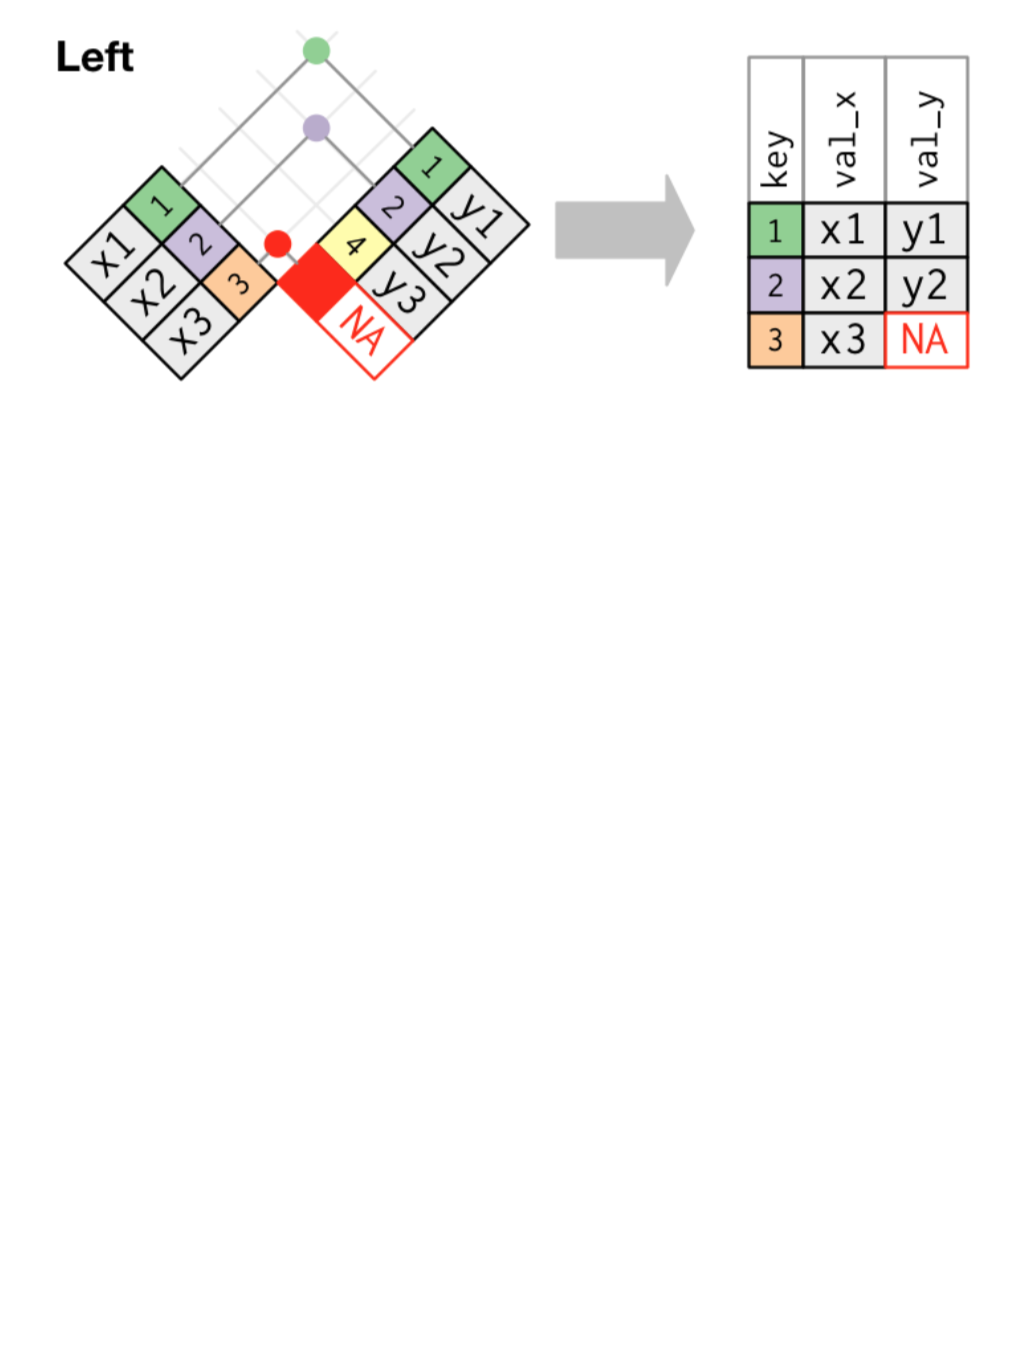 Left
1
2
3
x1
x2
x3
1
2
4
y1
y2
y3
NA
key val_x val_y
1 x1 y1
2 x2 y2
3 x3 NA